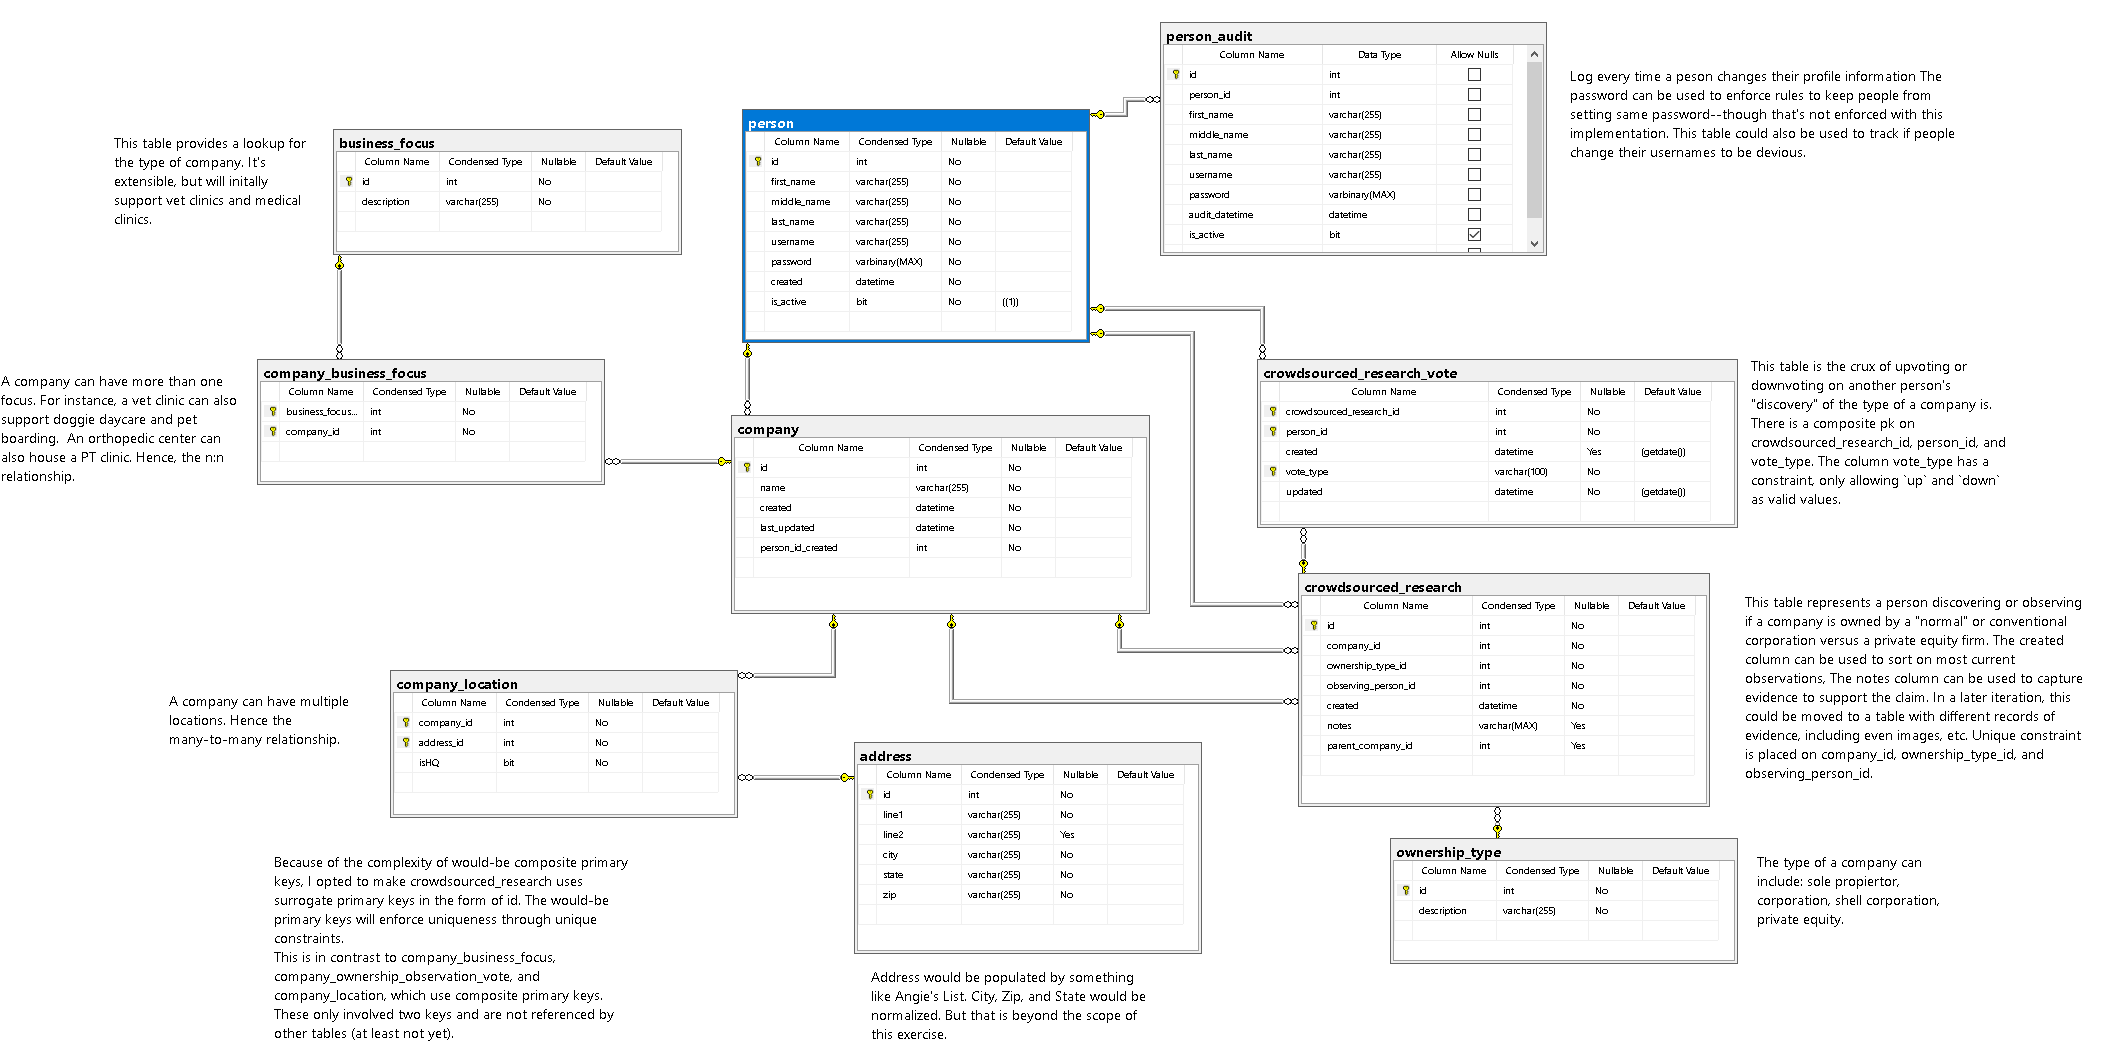 person_audit
Column Name Data Type Allow Nulls
id int
person_id int
first_name varchar(255)
middle_name varchar(255)
last_name varchar(255)
username varchar(255)
password varbinary(MAX)
audit_datetime datetime
is_active bit
Log every time a peson changes their profile information The
password can be used to enforce rules to keep people from
setting same password--though that's not enforced with this
implementation. This table could also be used to track if people
change their usernames to be devious.
person
Column Name Condensed Type Nullable Default Value
id int No
first_name varchar(255) No
middle_name varchar(255) No
last_name varchar(255) No
username varchar(255) No
password varbinary(MAX) No
created datetime No
is_active bit No ((1))
This table provides a lookup for
the type of company. It's
extensible, but will initally
support vet clinics and medical
clinics.
business_focus
Column Name Condensed Type Nullable Default Value
id int No
description varchar(255) No
A company can have more than one
focus. For instance, a vet clinic can also
support doggie daycare and pet
boarding. An orthopedic center can
also house a PT clinic. Hence, the n:n
relationship.
company_business_focus
Column Name Condensed Type Nullable Default Value
business_focus... int No
company_id int No
company
Column Name Condensed Type Nullable Default Value
id int No
name varchar(255) No
created datetime No
last_updated datetime No
person_id_created int No
crowdsourced_research_vote
Column Name Condensed Type Nullable Default Value
crowdsourced_research_id int No
person_id int No
created datetime Yes (getdate())
vote_type varchar(100) No
updated datetime No (getdate())
This table is the crux of upvoting or
downvoting on another person's
"discovery" of the type of a company is.
There is a composite pk on
crowdsourced_research_id, person_id, and
vote_type. The column vote_type has a
constraint, only allowing `up` and `down`
as valid values.
crowdsourced_research
Column Name Condensed Type Nullable Default Value
id int No
company_id int No
ownership_type_id int No
observing_person_id int No
created datetime No
notes varchar(MAX) Yes
parent_company_id int Yes
This table represents a person discovering or observing
if a company is owned by a "normal" or conventional
corporation versus a private equity firm. The created
column can be used to sort on most current
observations, The notes column can be used to capture
evidence to support the claim. In a later iteration, this
could be moved to a table with different records of
evidence, including even images, etc. Unique constraint
is placed on company_id, ownership_type_id, and
observing_person_id.
A company can have multiple
locations. Hence the
many-to-many relationship.
company_location
Column Name Condensed Type Nullable Default Value
company_id int No
address_id int No
isHQ bit No
address
Column Name Condensed Type Nullable Default Value
id int No
line1 varchar(255) No
line2 varchar(255) Yes
city varchar(255) No
state varchar(255) No
zip varchar(255) No
ownership_type
Column Name Condensed Type Nullable Default Value
id int No
description varchar(255) No
The type of a company can
include: sole propiertor,
corporation, shell corporation,
private equity.
Because of the complexity of would-be composite primary
keys, I opted to make crowdsourced_research uses
surrogate primary keys in the form of id. The would-be
primary keys will enforce uniqueness through unique
constraints.
This is in contrast to company_business_focus,
company_ownership_observation_vote, and
company_location, which use composite primary keys.
These only involved two keys and are not referenced by
other tables (at least not yet).
Address would be populated by something
like Angie's List. City, Zip, and State would be
normalized. But that is beyond the scope of
this exercise.